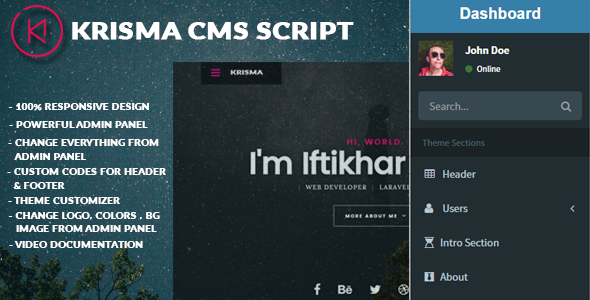 KRISMA CMS SCRIPT
- 100% RESPONSIVE DESIGN
- POWERFUL ADMIN PANEL
- CHANGE EVERYTHING FROM
ADMIN PANEL
- CUSTOM CODES FOR HEADER
& FOOTER
- THEME CUSTOMIZER
- CHANGE LOGO, COLORS , BG
IMAGE FROM ADMIN PANEL
- VIDEO DOCUMENTATION
KRISMA
HI, WORLD.
I'm Iftikhar
WEB DEVELOPER | LARAVE
MORE ABOUT ME
Dashboard
John Doe
Online
Search...
Theme Sections
Header
Users
Intro Section
About